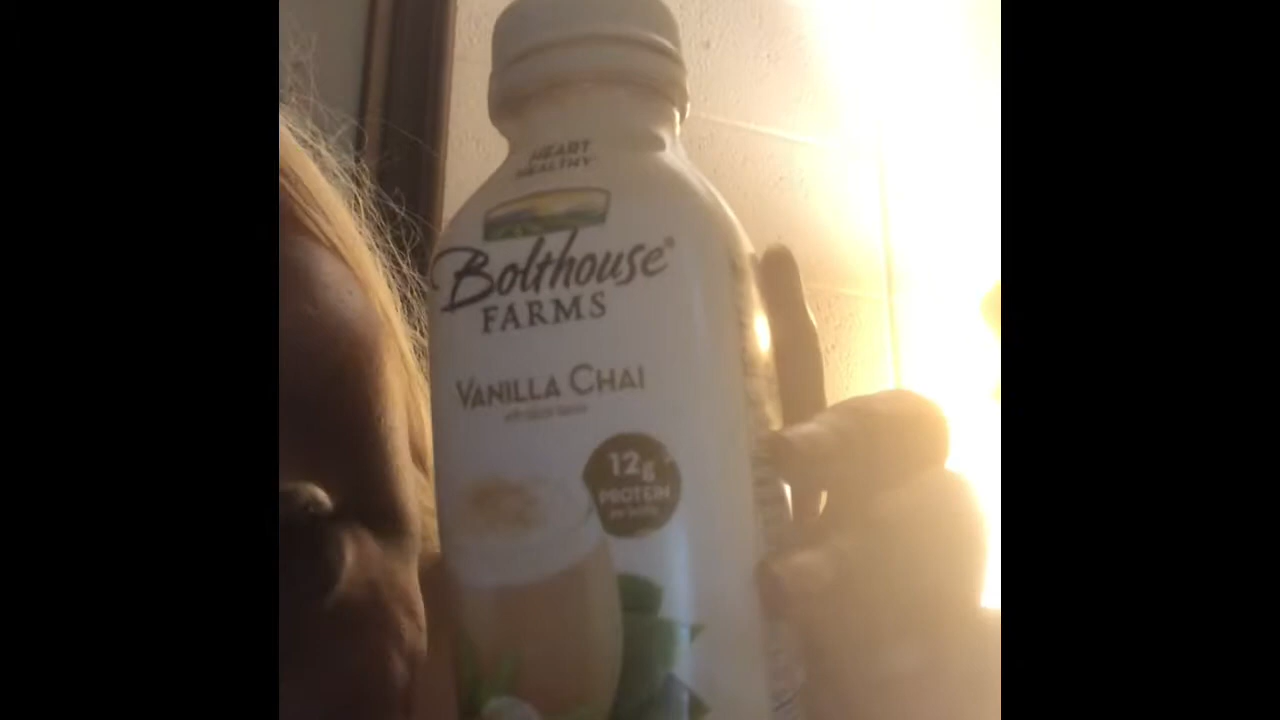 HEART
HEALTHY
Bolthouse®
FARMS
VANILLA CHAI
12g
PROTEIN